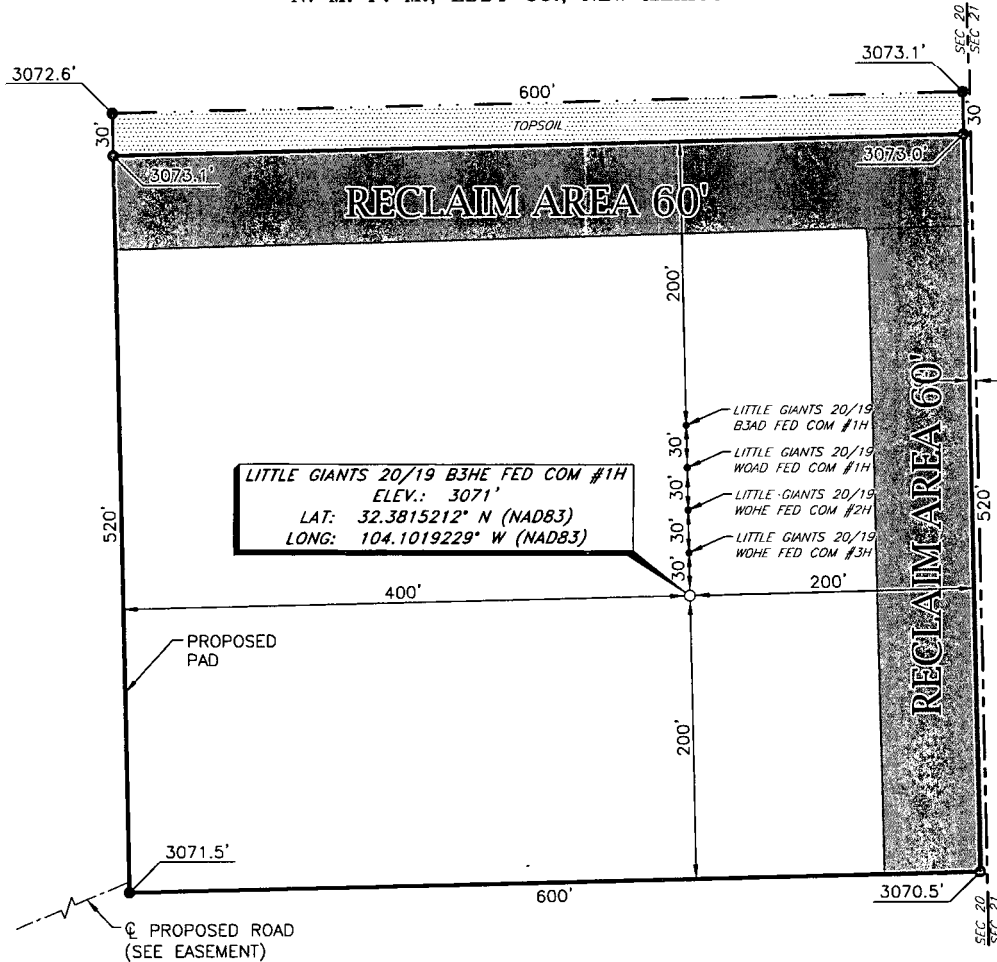 SEC 20
SEC 21
3072.6'
3073.1'
600'
30'
TOPSOIL
30'
3073.1'
3073.0'
RECLAIM AREA 60'
200'
LITTLE GIANTS 20/19
B3AD FED COM #1H
30'
LITTLE GIANTS 20/19
WOAD FED COM #1H
30'
LITTLE GIANTS 20/19
WOHE FED COM #2H
30'
LITTLE GIANTS 20/19
WOHE FED COM #3H
30'
RECLAIM AREA 60'
520'
520'
LITTLE GIANTS 20/19 B3HE FED COM #1H
ELEV.: 3071'
LAT: 32.3815212° N (NAD83)
LONG: 104.1019229° W (NAD83)
400'
200'
PROPOSED
PAD
200'
3071.5'
600'
3070.5'
℄ PROPOSED ROAD
(SEE EASEMENT)
SEC 20
SEC 21